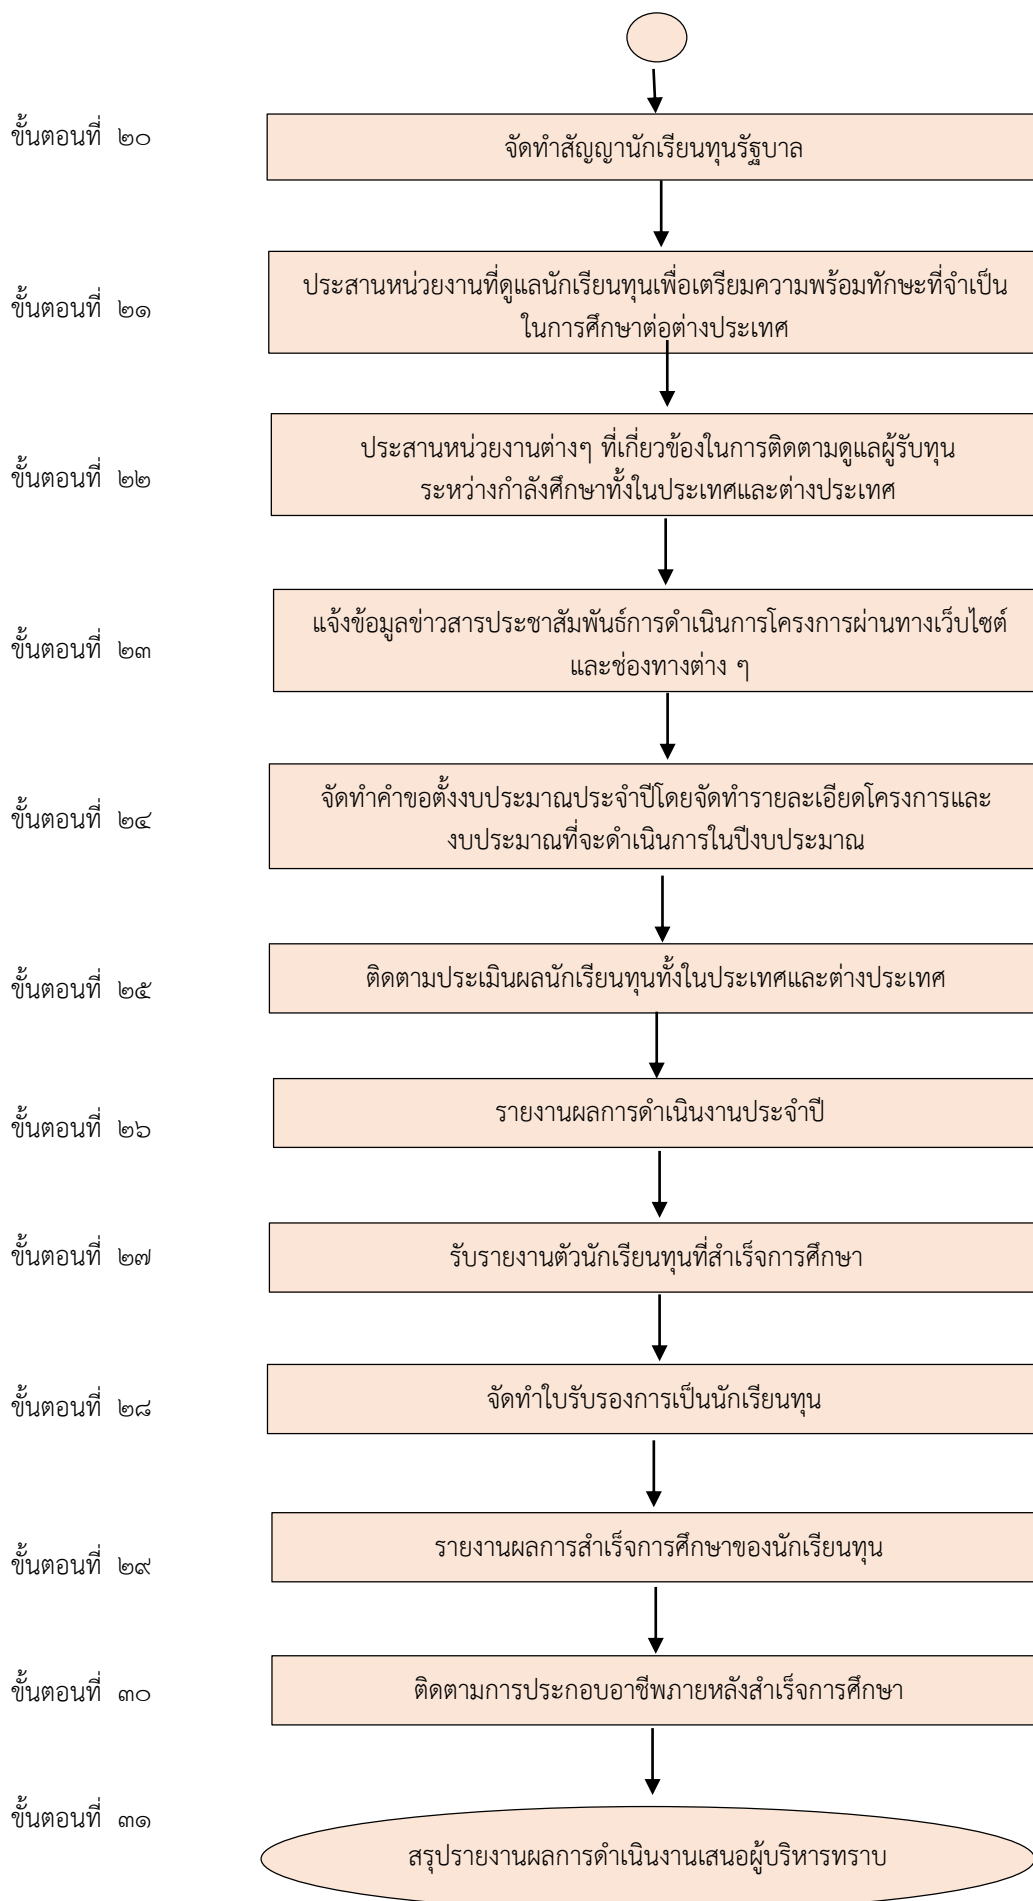 ขั้นตอนที่ ๒๐
จัดทำสัญญานักเรียนทุนรัฐบาล
ขั้นตอนที่ ๒๑
ประสานหน่วยงานที่ดูแลนักเรียนทุนเพื่อเตรียมความพร้อมทักษะที่จำเป็น
ในการศึกษาต่อต่างประเทศ
ขั้นตอนที่ ๒๒
ประสานหน่วยงานต่างๆ ที่เกี่ยวข้องในการติดตามดูแลผู้รับทุน
ระหว่างกำลังศึกษาทั้งในประเทศและต่างประเทศ
ขั้นตอนที่ ๒๓
แจ้งข้อมูลข่าวสารประชาสัมพันธ์การดำเนินการโครงการผ่านทางเว็บไซต์
และช่องทางต่าง ๆ
ขั้นตอนที่ ๒๔
จัดทำคำขอตั้งงบประมาณประจำปีโดยจัดทำรายละเอียดโครงการและ
งบประมาณที่จะดำเนินการในปีงบประมาณ
ขั้นตอนที่ ๒๕
ติดตามประเมินผลนักเรียนทุนทั้งในประเทศและต่างประเทศ
ขั้นตอนที่ ๒๖
รายงานผลการดำเนินงานประจำปี
ขั้นตอนที่ ๒๗
รับรายงานตัวนักเรียนทุนที่สำเร็จการศึกษา
ขั้นตอนที่ ๒๘
จัดทำใบรับรองการเป็นนักเรียนทุน
ขั้นตอนที่ ๒๙
รายงานผลการสำเร็จการศึกษาของนักเรียนทุน
ขั้นตอนที่ ๓๐
ติดตามการประกอบอาชีพภายหลังสำเร็จการศึกษา
ขั้นตอนที่ ๓๑
สรุปรายงานผลการดำเนินงานเสนอผู้บริหารทราบ